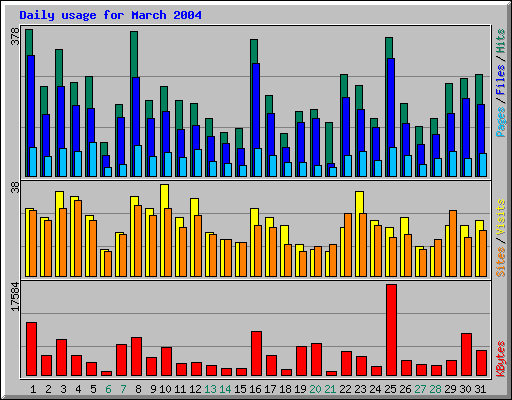 Daily usage for March 2004
378
Pages / Files / Hits
38
Sites / Visits
17584
KBytes
1 2 3 4 5 6 7 8 9 10 11 12 13 14 15 16 17 18 19 20 21 22 23 24 25 26 27 28 29 30 31